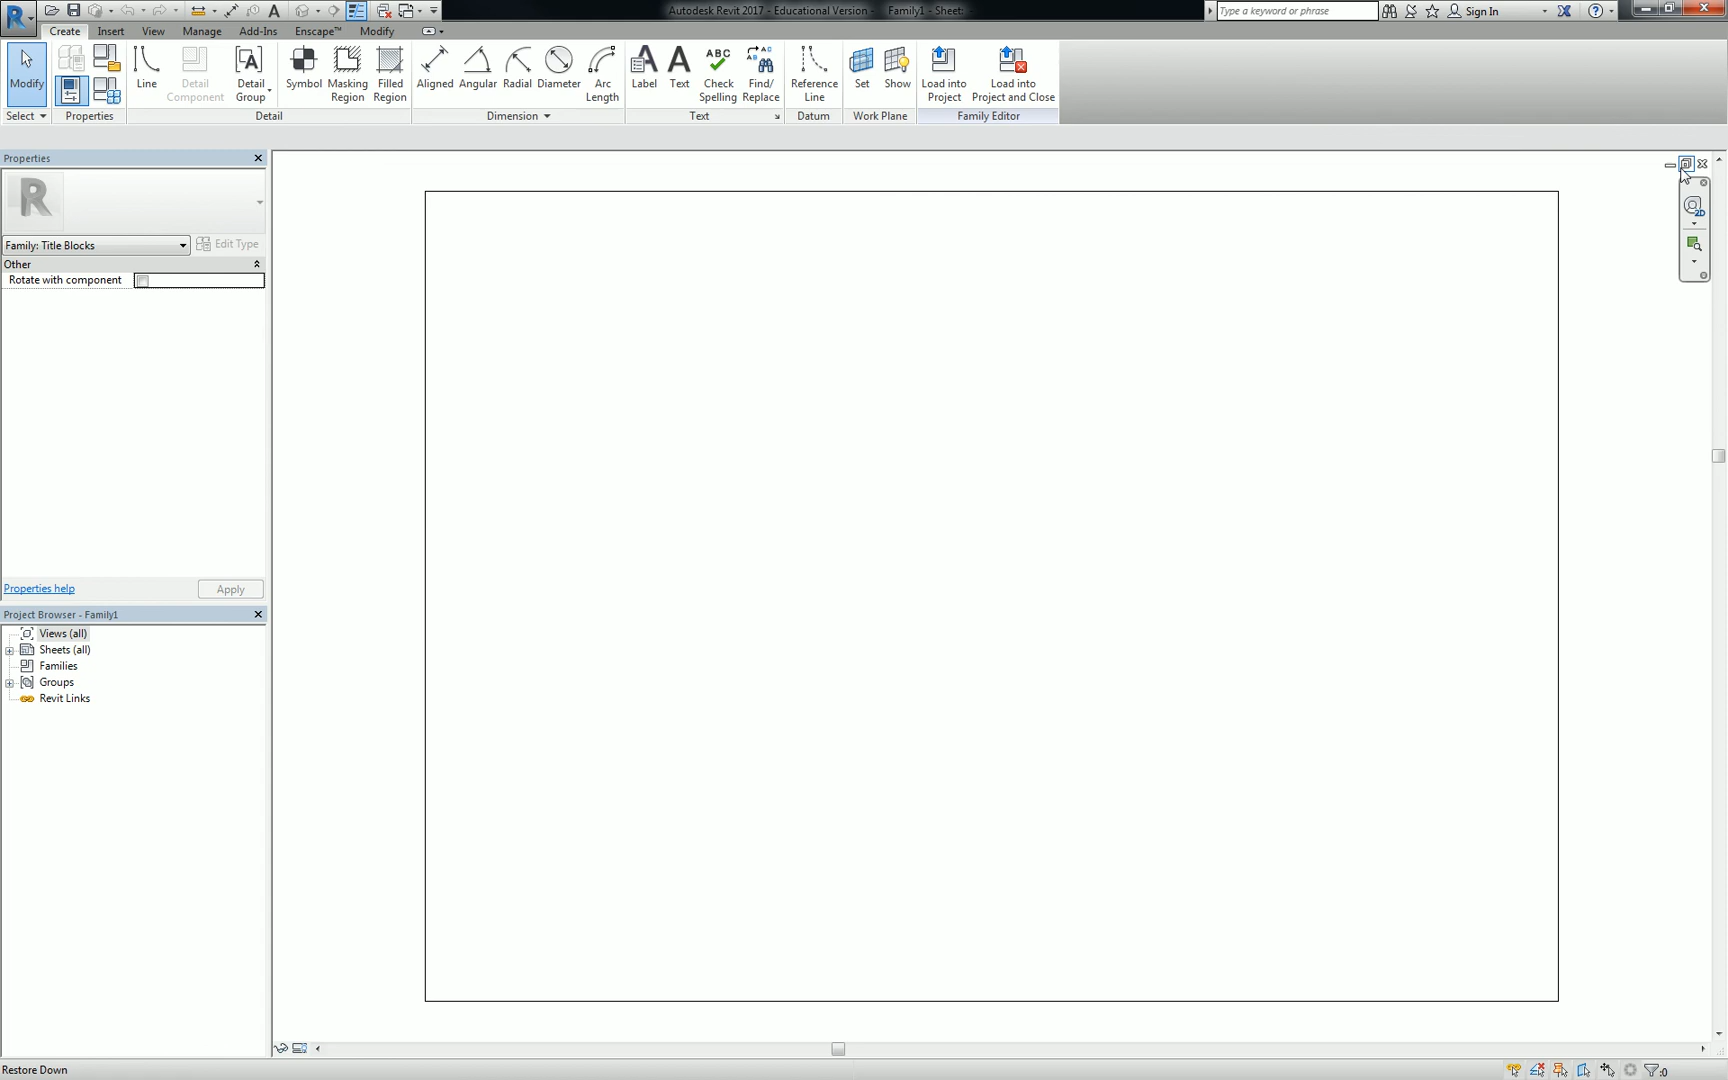 Autodesk Revit 2017 - Educational Version - Family1 - Sheet: -
Type a keyword or phrase
Sign In
Create Insert View Manage Add-Ins Enscape™ Modify
Modify
Line
Detail Component
Detail Group
Symbol
Masking Region
Filled Region
Aligned
Angular
Radial
Diameter
Arc Length
Label
Text
Check Spelling
Find/ Replace
Reference Line
Set
Show
Load into Project
Load into Project and Close
Select Properties Detail Dimension Text Datum Work Plane Family Editor
Properties
Family: Title Blocks
Edit Type
Other
Rotate with component
Properties help
Apply
Project Browser - Family1
Views (all)
Sheets (all)
Families
Groups
Revit Links
Restore Down
:0